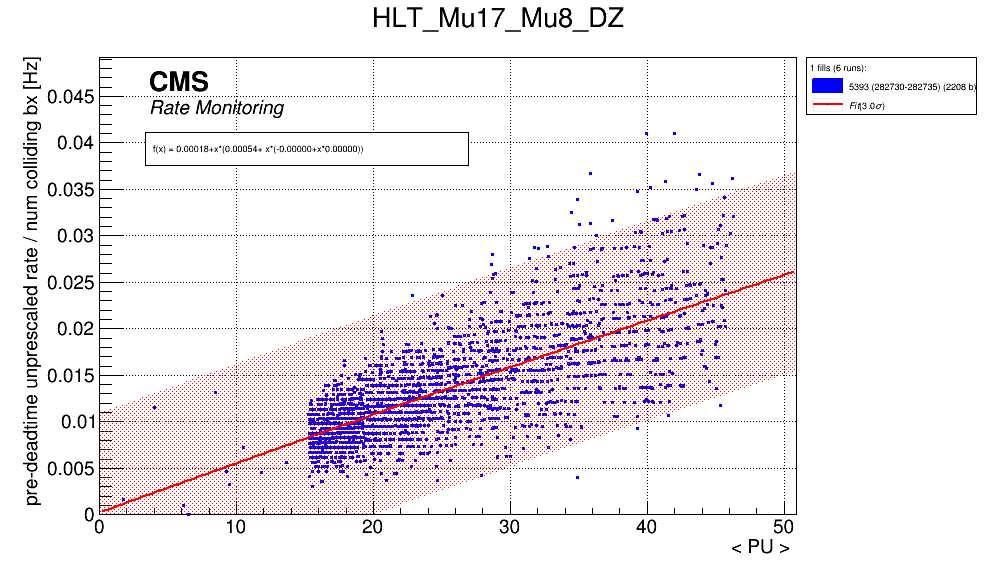 HLT_Mu17_Mu8_DZ
pre-deadtime unprescaled rate / num colliding bx [Hz]
CMS
Rate Monitoring
f(x) = 0.00018+x*(0.00054+ x*(-0.00000+x*0.00000))
0.045
0.04
0.035
0.03
0.025
0.02
0.015
0.01
0.005
0
0 10 20 30 40 50
< PU >
1 fills (6 runs):
5393 (282730-282735) (2208 b)
Fit(3.0σ)